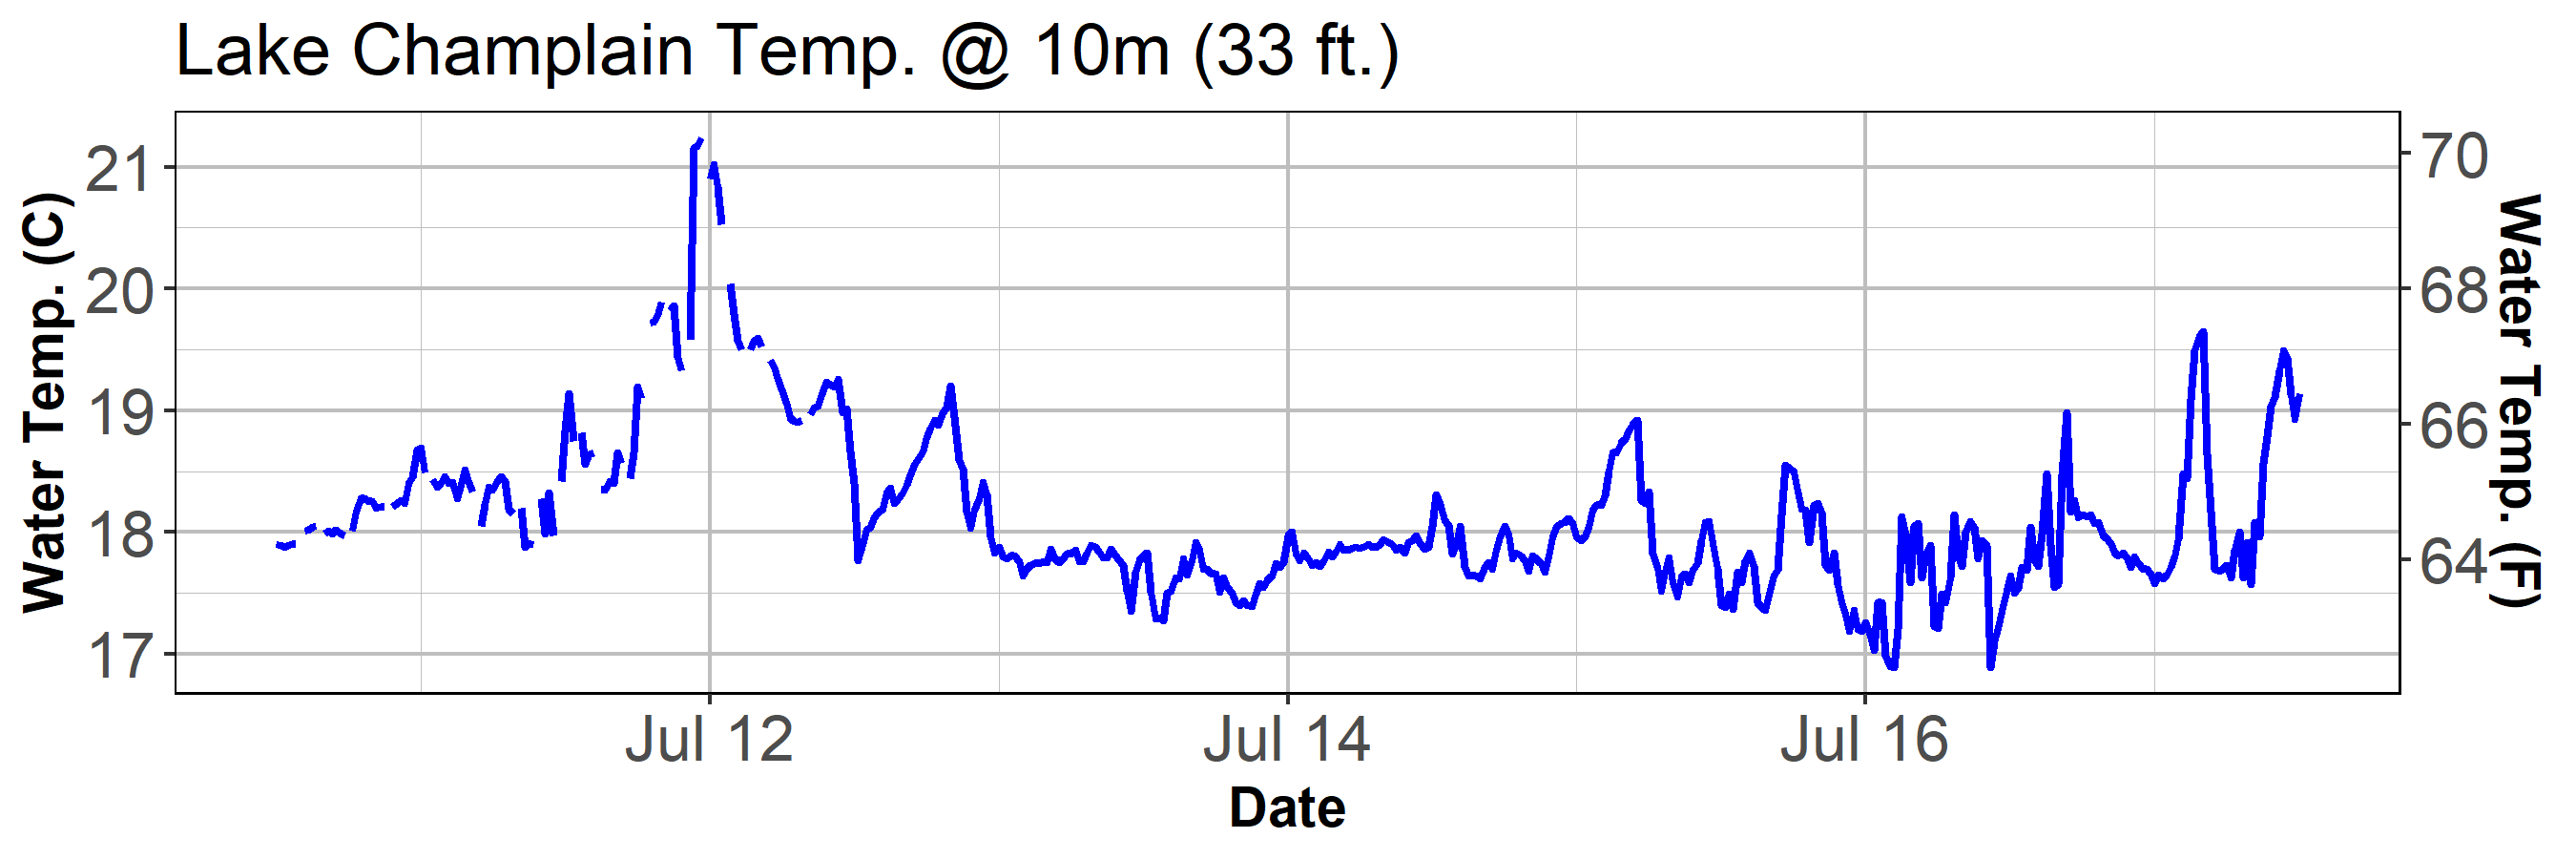 Lake Champlain Temp. @ 10m (33 ft.)
Water Temp. (C)
21
20
19
18
17
70
68
66
64
Water Temp. (F)
Jul 12
Jul 14
Jul 16
Date